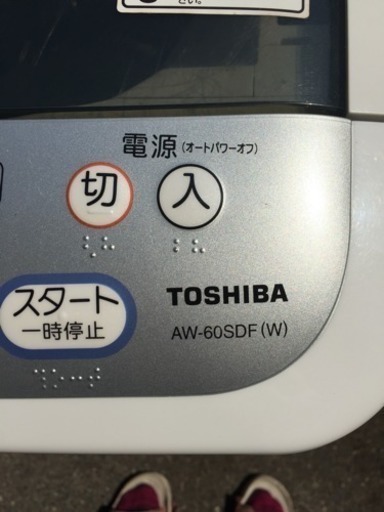 電源(オートパワーオフ)
切 入
スタート
一時停止
TOSHIBA
AW-60SDF(W)